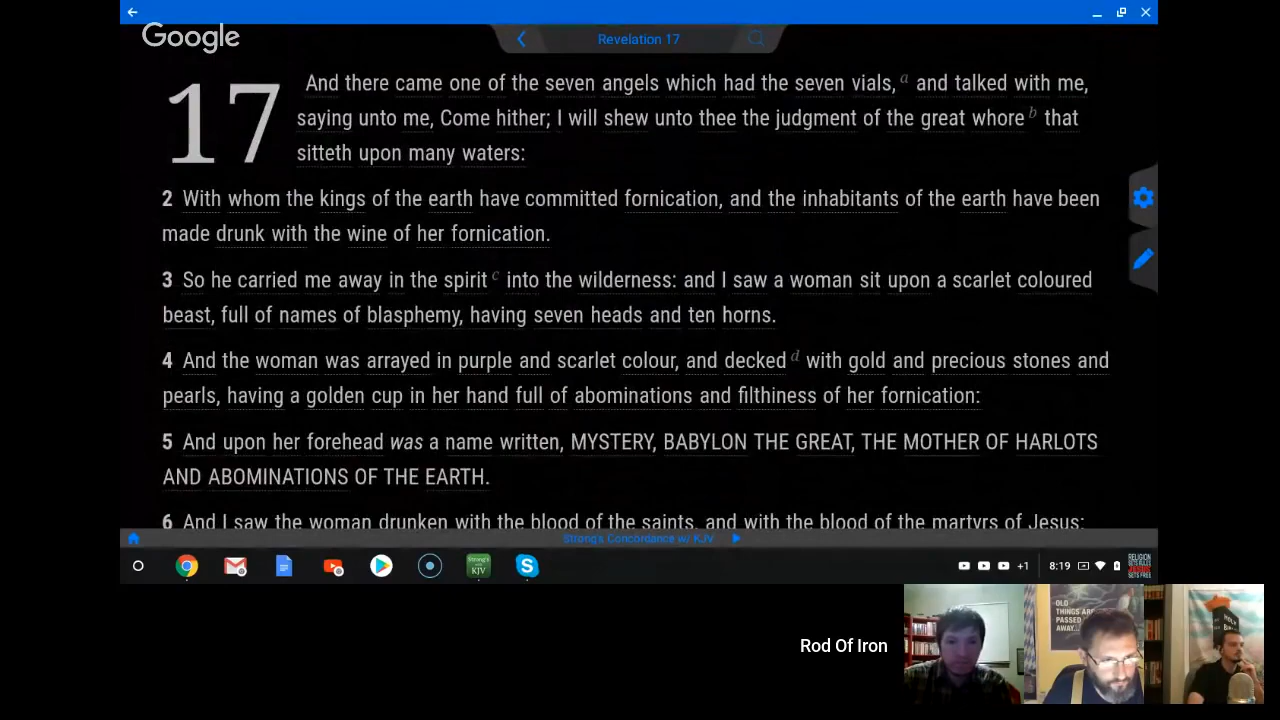 Google
Revelation 17
17 And there came one of the seven angels which had the seven vials, a and talked with me,
saying unto me, Come hither; I will shew unto thee the judgment of the great whore b that
sitteth upon many waters:
2 With whom the kings of the earth have committed fornication, and the inhabitants of the earth have been
made drunk with the wine of her fornication.
3 So he carried me away in the spirit c into the wilderness: and I saw a woman sit upon a scarlet coloured
beast, full of names of blasphemy, having seven heads and ten horns.
4 And the woman was arrayed in purple and scarlet colour, and decked d with gold and precious stones and
pearls, having a golden cup in her hand full of abominations and filthiness of her fornication:
5 And upon her forehead was a name written, MYSTERY, BABYLON THE GREAT, THE MOTHER OF HARLOTS
AND ABOMINATIONS OF THE EARTH.
6 And I saw the woman drunken with the blood of the saints, and with the blood of the martyrs of Jesus:
Strong's Concordance w/ KJV
Strong's
KJV
+1
8:19
RELIGION
JESUS
SETS FREE
OLD
THINGS ARE
PASSED
AWAY...
HOLY
Rod Of Iron